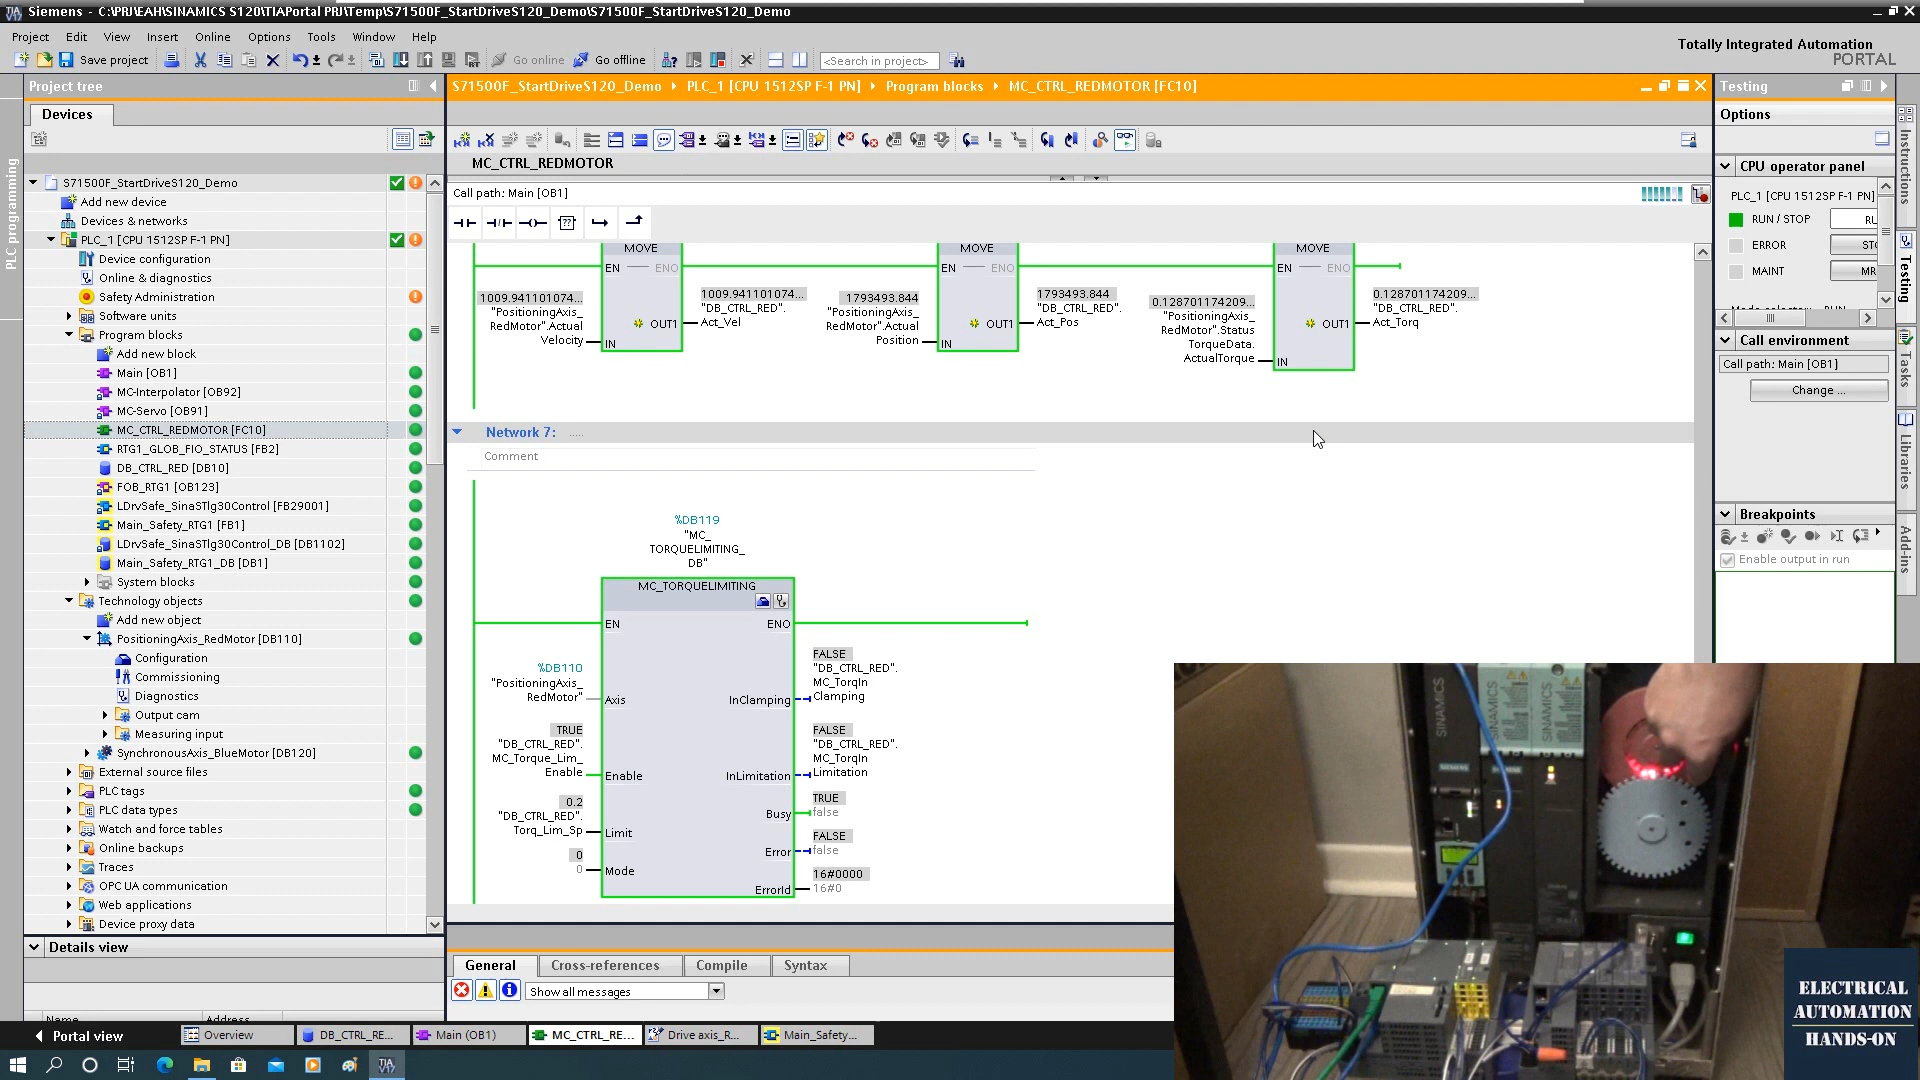 Siemens - C:\PRJ\EAH\SINAMICS S120\TIAPortal PRJ\Temp\S71500F_StartDriveS120_Demo\S71500F_StartDriveS120_Demo
Project Edit View Insert Online Options Tools Window Help
Totally Integrated Automation
PORTAL
Save project
Go online
Go offline
<Search in project>
Project tree
S71500F_StartDriveS120_Demo
PLC_1 [CPU 1512SP F-1 PN]
Program blocks
MC_CTRL_REDMOTOR [FC10]
Testing
Devices
Options
PLC programming
MC_CTRL_REDMOTOR
Call path: Main [OB1]
S71500F_StartDriveS120_Demo
Add new device
Devices & networks
PLC_1 [CPU 1512SP F-1 PN]
Device configuration
Online & diagnostics
Safety Administration
Software units
Program blocks
Add new block
Main [OB1]
MC-Interpolator [OB92]
MC-Servo [OB91]
MC_CTRL_REDMOTOR [FC10]
RTG1_GLOB_FIO_STATUS [FB2]
DB_CTRL_RED [DB10]
FOB_RTG1 [OB123]
LDrvSafe_SinaSTlg30Control [FB29001]
Main_Safety_RTG1 [FB1]
LDrvSafe_SinaSTlg30Control_DB [DB1102]
Main_Safety_RTG1_DB [DB1]
System blocks
Technology objects
Add new object
PositioningAxis_RedMotor [DB110]
Configuration
Commissioning
Diagnostics
Output cam
Measuring input
SynchronousAxis_BlueMotor [DB120]
External source files
PLC tags
PLC data types
Watch and force tables
Online backups
Traces
OPC UA communication
Web applications
Device proxy data
Details view
Name
Address
MOVE
EN
ENO
1009.941101074...
"PositioningAxis_
RedMotor".Actual
Velocity
IN
OUT1
1009.941101074...
"DB_CTRL_RED".
Act_Vel
MOVE
EN
ENO
1793493.844
"PositioningAxis_
RedMotor".Actual
Position
IN
OUT1
1793493.844
"DB_CTRL_RED".
Act_Pos
MOVE
EN
ENO
0.128701174209...
"PositioningAxis_
RedMotor".Status
TorqueData.
ActualTorque
IN
OUT1
0.128701174209...
"DB_CTRL_RED".
Act_Torq
Network 7: .....
Comment
%DB119
"MC_
TORQUELIMITING_
DB"
MC_TORQUELIMITING
EN
ENO
%DB110
"PositioningAxis_
RedMotor"
Axis
TRUE
"DB_CTRL_RED".
MC_Torque_Lim_
Enable
Enable
0.2
"DB_CTRL_RED".
Torq_Lim_Sp
Limit
0
0
Mode
FALSE
"DB_CTRL_RED".
MC_TorqIn
Clamping
InClamping
FALSE
"DB_CTRL_RED".
MC_TorqIn
Limitation
InLimitation
TRUE
false
Busy
FALSE
false
Error
16#0000
16#0
ErrorId
CPU operator panel
PLC_1 [CPU 1512SP F-1 PN]
RUN / STOP
RU
ERROR
STO
MAINT
MR
Call environment
Call path: Main [OB1]
Change ...
Breakpoints
Enable output in run
Instructions
Testing
Tasks
Libraries
Add-ins
General
Cross-references
Compile
Syntax
Show all messages
Portal view
Overview
DB_CTRL_RE...
Main (OB1)
MC_CTRL_RE...
Drive axis_R...
Main_Safety...
SINAMICS
SINAMICS
SINAMICS
ELECTRICAL
AUTOMATION
HANDS-ON